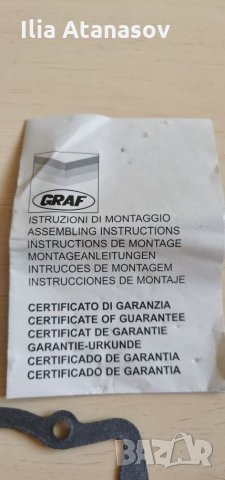 Ilia Atanasov
GRAF
ISTRUZIONI DI MONTAGGIO
ASSEMBLING INSTRUCTIONS
INSTRUCTIONS DE MONTAGE
MONTAGEANLEITUNGEN
INTRUCOES DE MONTAGEM
INSTRUCCIONES DE MONTAJE
CERTIFICATO DI GARANZIA
CERTIFICATE OF GUARANTEE
CERTIFICAT DE GARANTIE
GARANTIE-URKUNDE
CERTIFICADO DE GARANTIA
CERTIFICADO DE GARANTIA
BAZAR